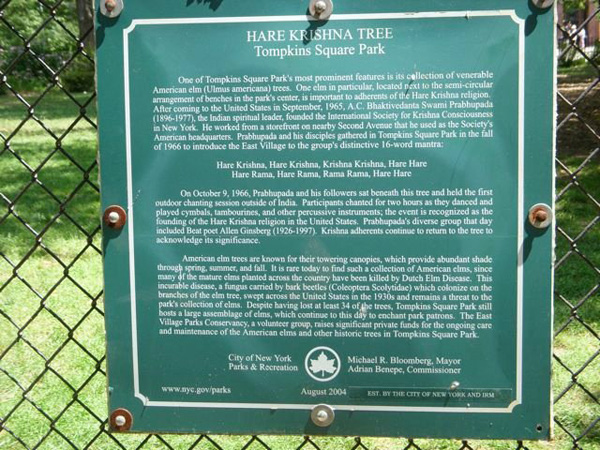 HARE KRISHNA TREE
Tompkins Square Park
One of Tompkins Square Park's most prominent features is its collection of venerable
American elm (Ulmus americana) trees. One elm in particular, located next to the semi-circular
arrangement of benches in the park's center, is important to adherents of the Hare Krishna religion.
After coming to the United States in September, 1965, A.C. Bhaktivedanta Swami Prabhupada
(1896-1977), the Indian spiritual leader, founded the International Society for Krishna Consciousness
in New York. He worked from a storefront on nearby Second Avenue that he used as the Society's
American headquarters. Prabhupada and his disciples gathered in Tompkins Square Park in the fall
of 1966 to introduce the East Village to the group's distinctive 16-word mantra:
Hare Krishna, Hare Krishna, Krishna Krishna, Hare Hare
Hare Rama, Hare Rama, Rama Rama, Hare Hare
On October 9, 1966, Prabhupada and his followers sat beneath this tree and held the first
outdoor chanting session outside of India. Participants chanted for two hours as they danced and
played cymbals, tambourines, and other percussive instruments; the event is recognized as the
founding of the Hare Krishna religion in the United States. Prabhupada's diverse group that day
included Beat poet Allen Ginsberg (1926-1997). Krishna adherents continue to return to the tree to
acknowledge its significance.
American elm trees are known for their towering canopies, which provide abundant shade
through spring, summer, and fall. It is rare today to find such a collection of American elms, since
many of the mature elms planted across the country have been killed by Dutch Elm Disease. This
incurable disease, a fungus carried by bark beetles (Coleoptera Scolytidae) which colonize on the
branches of the elm tree, swept across the United States in the 1930s and remains a threat to the
park's collection of elms. Despite having lost at least 34 of the trees, Tompkins Square Park still
hosts a large assemblage of elms, which continue to this day to enchant park patrons. The East
Village Parks Conservancy, a volunteer group, raises significant private funds for the ongoing care
and maintenance of the American elms and other historic trees in Tompkins Square Park.
City of New York
Parks & Recreation
Michael R. Bloomberg, Mayor
Adrian Benepe, Commissioner
www.nyc.gov/parks
August 2004
EST. BY THE CITY OF NEW YORK AND IRM